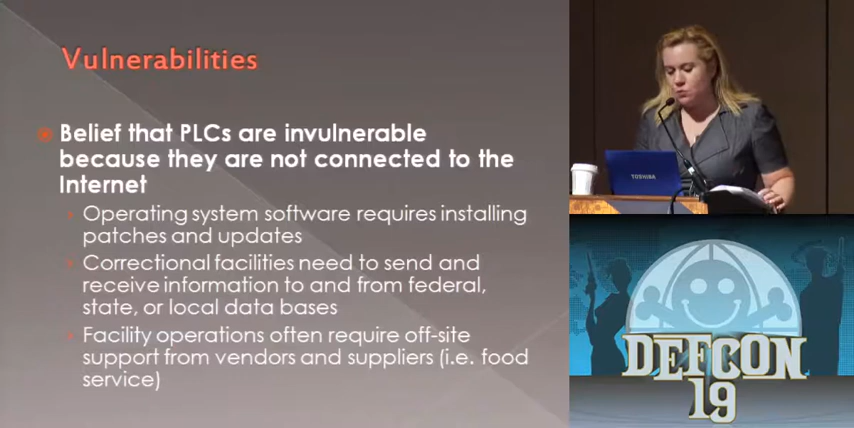 Vulnerabilities
Belief that PLCs are invulnerable
because they are not connected to the
Internet
Operating system software requires installing
patches and updates
Correctional facilities need to send and
receive information to and from federal,
state, or local data bases
Facility operations often require off-site
support from vendors and suppliers (i.e. food
service)
TOSHIBA
DEFCON
19